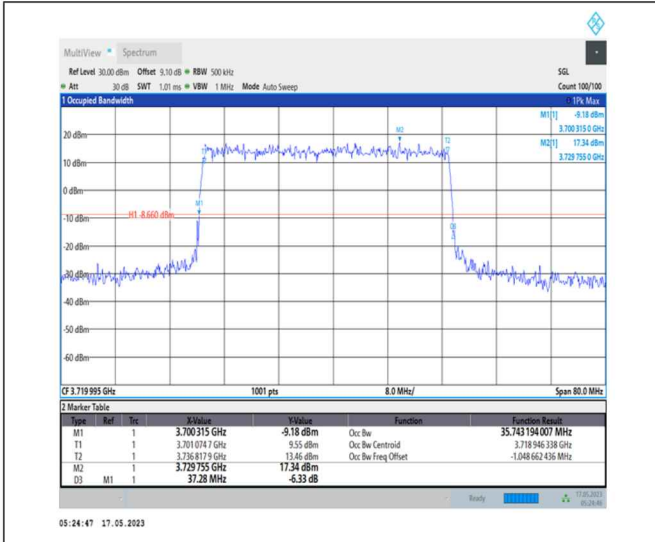 MultiView Spectrum
Ref Level 30.00 dBm Offset 9.10 dB RBW 500 kHz SGL
Att 30 dB SWT 1.01 ms VBW 1 MHz Mode Auto Sweep Count 100/100
1 Occupied Bandwidth 1Pk Max
M1[1] -9.18 dBm
3.700 315 0 GHz
M2[1] 17.34 dBm
3.729 755 0 GHz
M2
20 dBm
T1 T2
10 dBm
0 dBm
M1
H1 -8.660 dBm
-10 dBm
D3
-20 dBm
-30 dBm
-40 dBm
-50 dBm
-60 dBm
CF 3.719 995 GHz 1001 pts 8.0 MHz/ Span 80.0 MHz
2 Marker Table
Type Ref Trc X-Value Y-Value Function Function Result
M1 1 3.700 315 GHz -9.18 dBm Occ Bw 35.743 194 007 MHz
T1 1 3.701 074 7 GHz 9.55 dBm Occ Bw Centroid 3.718 946 338 GHz
T2 1 3.736 817 9 GHz 13.46 dBm Occ Bw Freq Offset -1.048 662 436 MHz
M2 1 3.729 755 GHz 17.34 dBm
D3 M1 1 37.28 MHz -6.33 dB
Ready 17.05.2023
05:24:46
05:24:47 17.05.2023